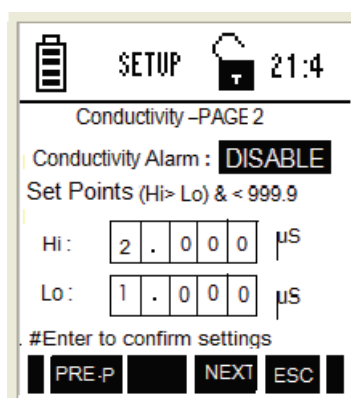 SETUP 21:4
Conductivity –PAGE 2
Conductivity Alarm : DISABLE
Set Points (Hi> Lo) & < 999.9
Hi : 2 . 0 0 0 µS
Lo : 1 . 0 0 0 µS
. #Enter to confirm settings
PRE-P NEXT ESC